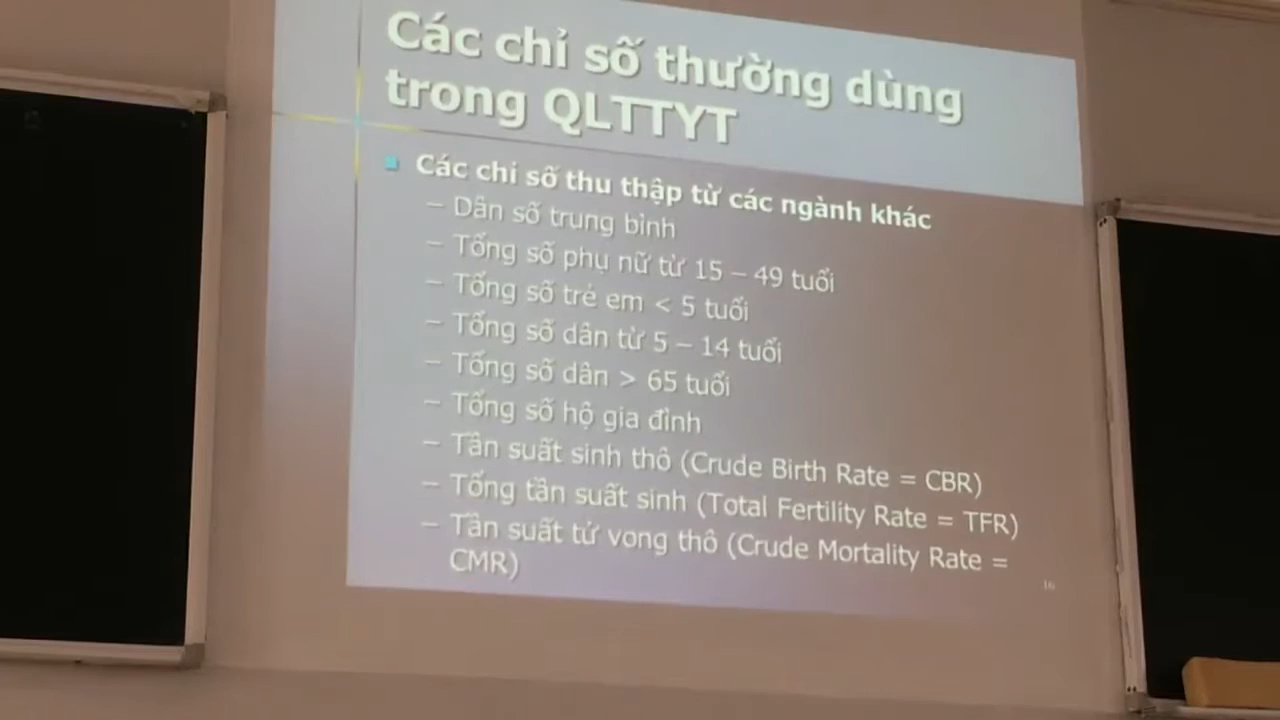 Các chỉ số thường dùng
trong QLTTYT
Các chỉ số thu thập từ các ngành khác
– Dân số trung bình
– Tổng số phụ nữ từ 15 – 49 tuổi
– Tổng số trẻ em < 5 tuổi
– Tổng số dân từ 5 – 14 tuổi
– Tổng số dân > 65 tuổi
– Tổng số hộ gia đình
– Tần suất sinh thô (Crude Birth Rate = CBR)
– Tổng tần suất sinh (Total Fertility Rate = TFR)
– Tần suất tử vong thô (Crude Mortality Rate =
CMR)
16